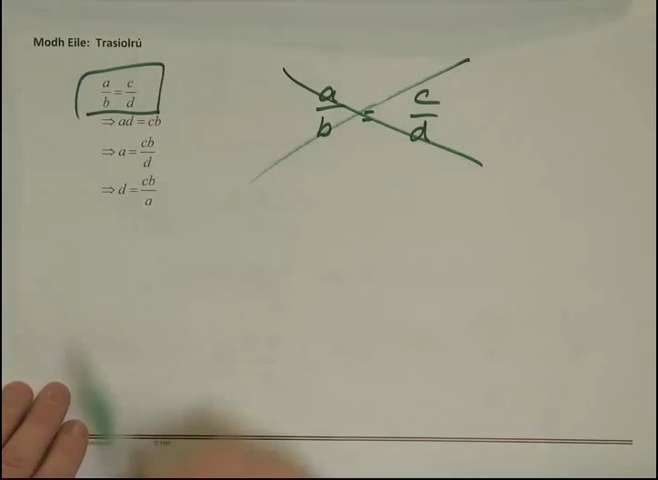 Modh Eile: Trasiolrú
a/b = c/d
⇒ ad = cb
⇒ a = cb/d
⇒ d = cb/a
a/b = c/d